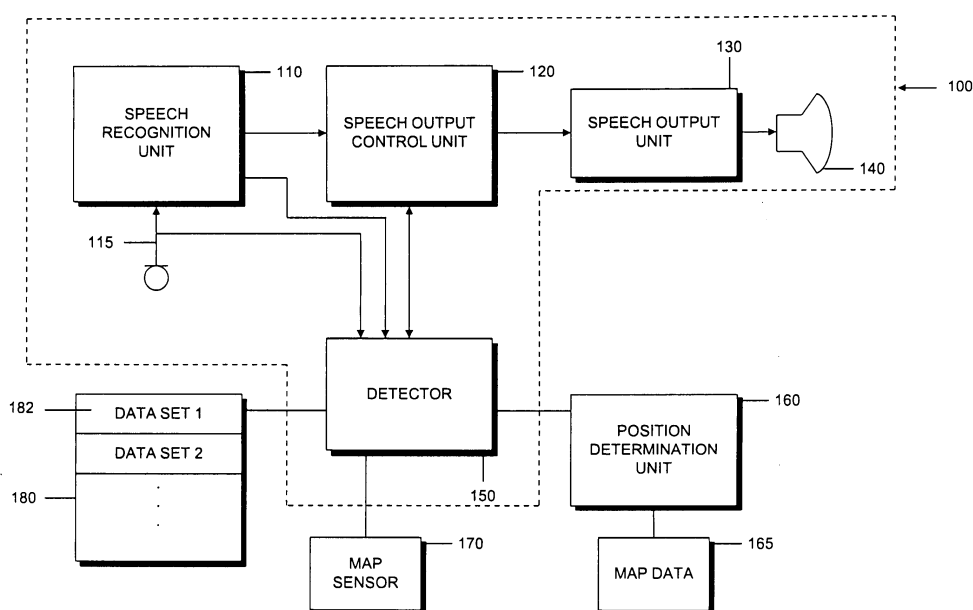 110
SPEECH
RECOGNITION
UNIT
120
SPEECH OUTPUT
CONTROL UNIT
130
SPEECH OUTPUT
UNIT
100
140
115
DETECTOR
150
182
DATA SET 1
DATA SET 2
180
.
.
.
160
POSITION
DETERMINATION
UNIT
MAP
SENSOR
170
MAP DATA
165